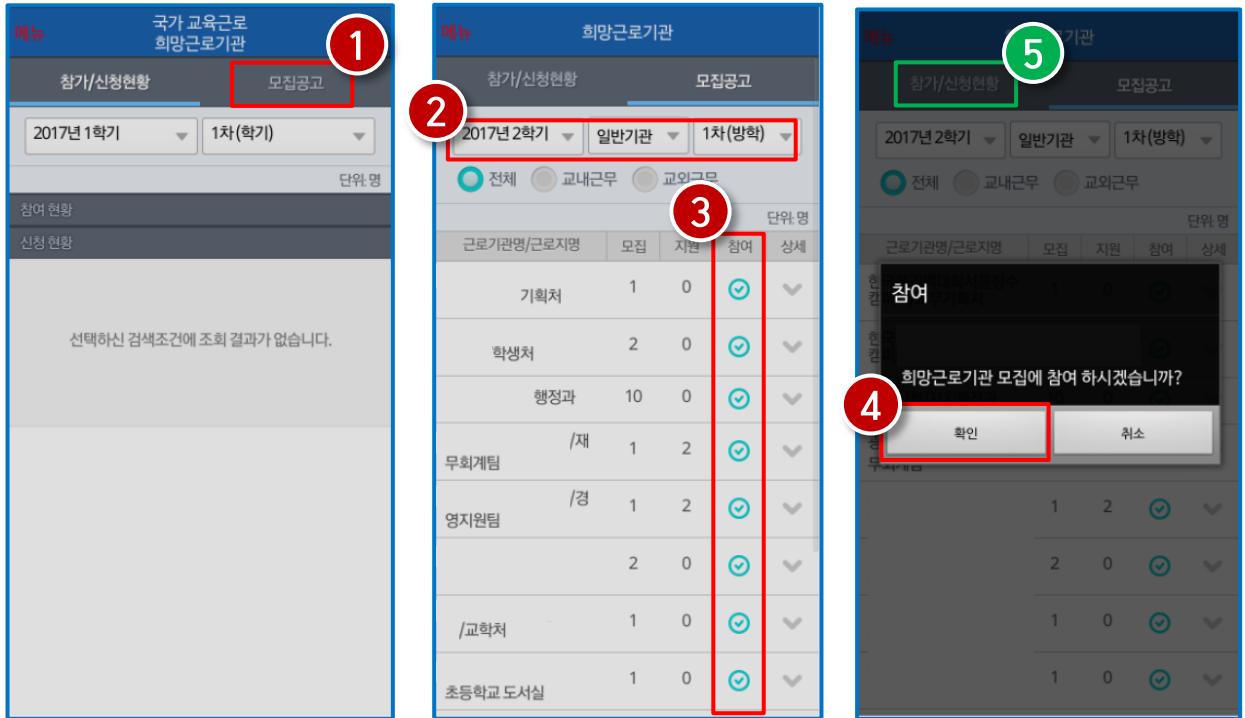 메뉴
국가 교육근로
희망근로기관
1
참가/신청현황
모집공고
2017년 1학기
1차(학기)
단위:명
참여 현황
신청 현황
선택하신 검색조건에 조회 결과가 없습니다.
메뉴
희망근로기관
참가/신청현황
모집공고
2
2017년 2학기
일반기관
1차(방학)
전체
교내근무
교외근무
3
단위:명
근로기관명/근로지명 모집 지원 참여 상세
기획처 1 0
학생처 2 0
행정과 10 0
/재
무회계팀 1 2
/경
영지원팀 1 2
2 0
/교학처 1 0
초등학교 도서실 1 0
메뉴
기관
5
참가/신청현황
모집공고
2017년 2학기
일반기관
1차(방학)
전체
교내근무
교외근무
단위:명
근로기관명/근로지명 모집 지원 참여 상세
참여
희망근로기관 모집에 참여 하시겠습니까?
4
확인
취소
1 2
2 0
1 0
1 0